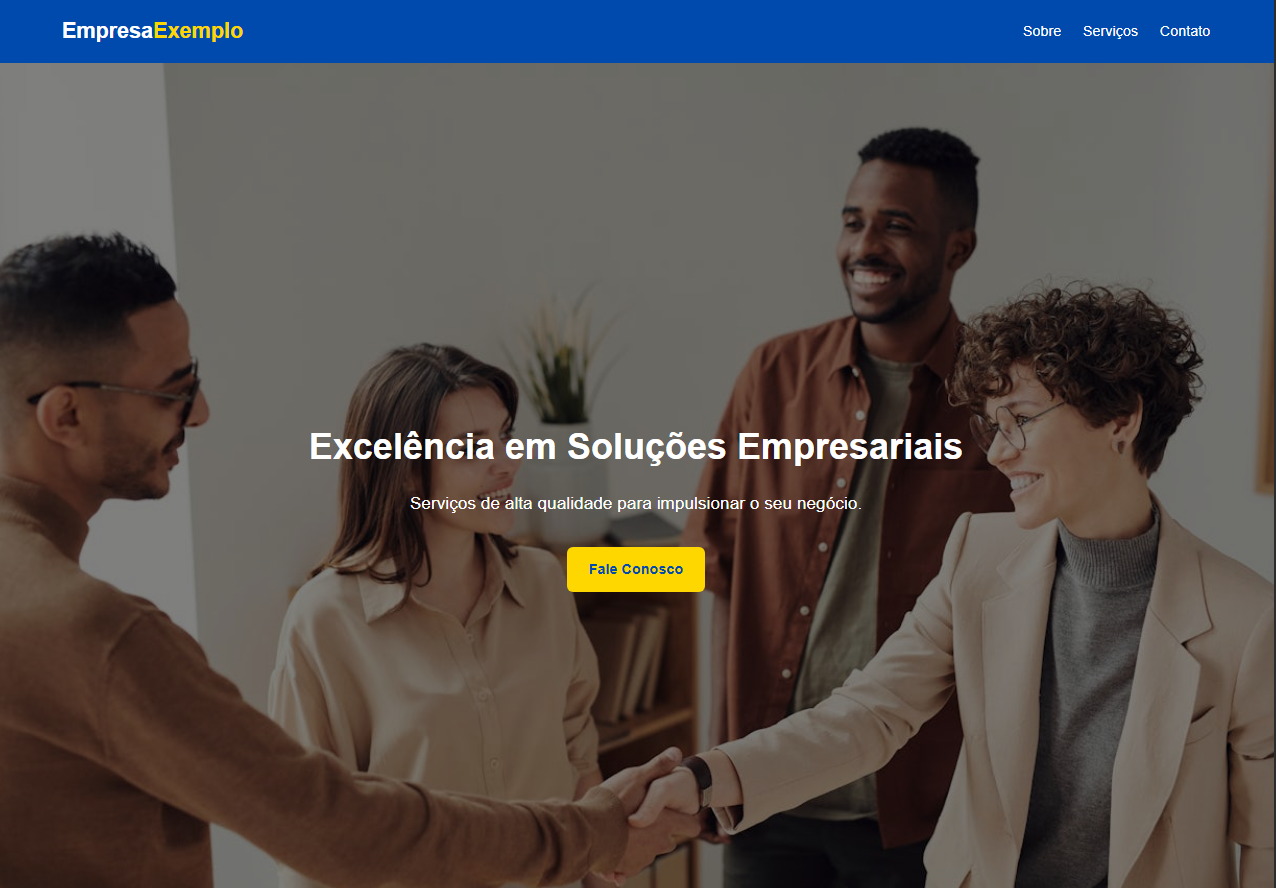 EmpresaExemplo
Sobre Serviços Contato
Excelência em Soluções Empresariais
Serviços de alta qualidade para impulsionar o seu negócio.
Fale Conosco